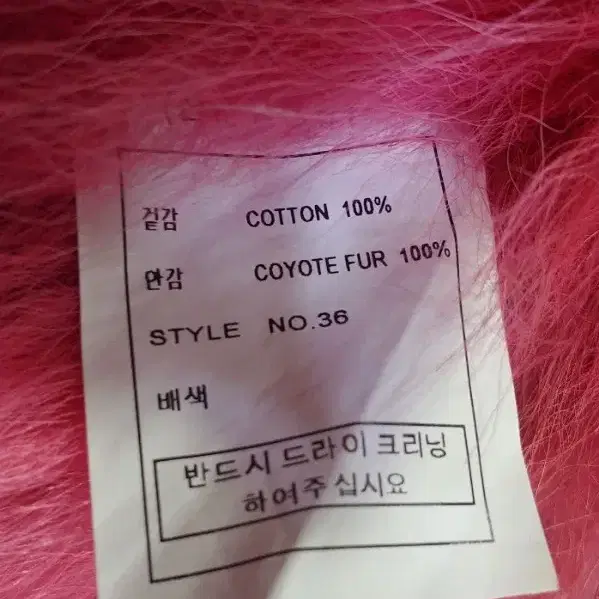 겉감 COTTON 100%
안감 COYOTE FUR 100%
STYLE NO.36
배색
반드시 드라이 크리닝
하여주십시요